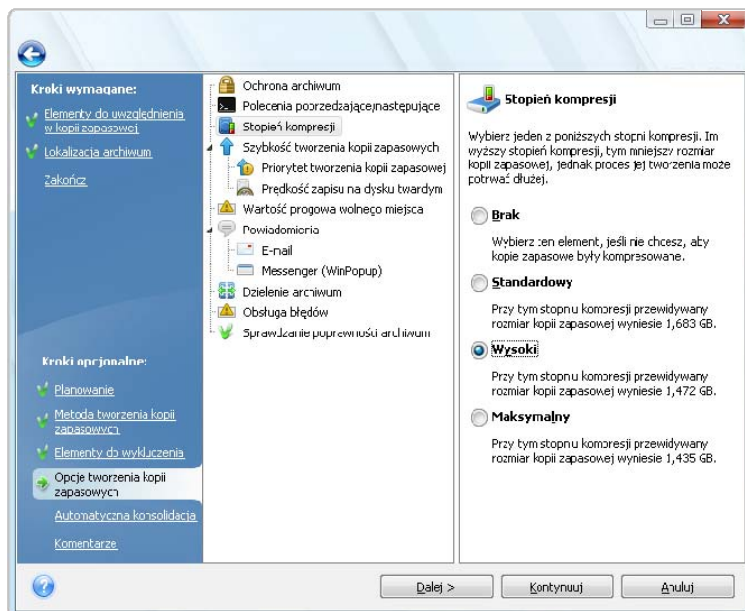 Kroki wymagane:
Elementy do uwzględnienia
w kopii zapasowej
Lokalizacja archiwum
Zakończ
Kroki opcjonalne:
Planowanie
Metoda tworzenia kopii
zapasowych
Elementy do wykluczenia
Opcje tworzenia kopii
zapasowych
Automatyczna konsolidacja
Komentarze
Ochrona archiwum
Polecenia poprzedzające/następujące
Stopień kompresji
Szybkość tworzenia kopii zapasowych
Priorytet tworzenia kopii zapasowej
Prędkość zapisu na dysku twardym
Wartość progowa wolnego miejsca
Powiadomienia
E-mail
Messenger (WinPopup)
Dzielenie archiwum
Obsługa błędów
Sprawdzanie poprawności archiwum
Stopień kompresji
Wybierz jeden z poniższych stopni kompresji. Im
wyższy stopień kompresji, tym mniejszy rozmiar
kopii zapasowej, jednak proces jej tworzenia może
potrwać dłużej.
Brak
Wybierz ten element, jeśli nie chcesz, aby
kopie zapasowe były kompresowane.
Standardowy
Przy tym stopniu kompresji przewidywany
rozmiar kopii zapasowej wyniesie 1,683 GB.
Wysoki
Przy tym stopniu kompresji przewidywany
rozmiar kopii zapasowej wyniesie 1,472 GB.
Maksymalny
Przy tym stopniu kompresji przewidywany
rozmiar kopii zapasowej wyniesie 1,435 GB.
Dalej >
Kontynuuj
Anuluj